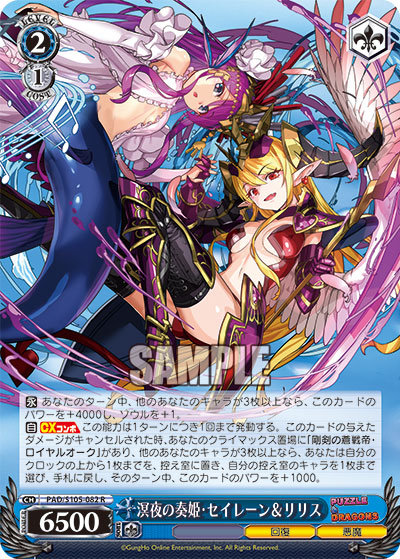 LEVEL
2
1
COST
SAMPLE
永 あなたのターン中、他のあなたのキャラが3枚以上なら、このカードの
パワーを＋4000し、ソウルを＋1。
自 CXコンボ この能力は1ターンにつき1回まで発動する。このカードの与えた
ダメージがキャンセルされた時、あなたのクライマックス置場に「剛剣の蒼戦帝・
ロイヤルオーク」があり、他のあなたのキャラが3枚以上なら、あなたは自分の
クロックの上から1枚までを、控え室に置き、自分の控え室のキャラを1枚まで
選び、手札に戻し、そのターン中、このカードのパワーを＋1000。
CH PAD/S105-082 R
溟夜の奏姫・セイレーン＆リリス
PUZZLE & DRAGONS
6500
回復
悪魔
©GungHo Online Entertainment, Inc. All Rights Reserved.